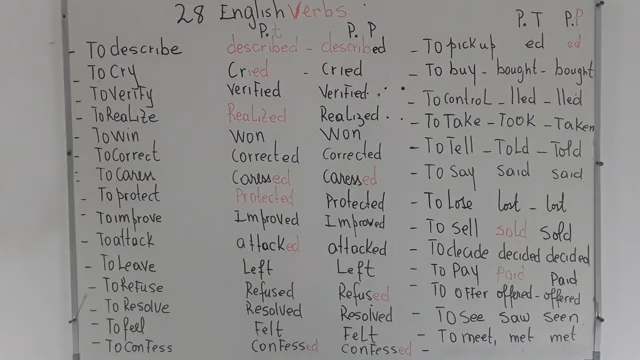 28 English Verbs
P.t P.P
- To describe described - described
- To Cry Cried - Cried
- To Verify Verified Verified
- To Realize Realized Realized
- To Win Won Won
- To Correct Corrected Corrected
- To Caress Caressed Caressed
- To protect Protected Protected
- To improve Improved Improved
- To attack attacked attacked
- To Leave Left Left
- To Refuse Refused Refused
- To Resolve Resolved Resolved
- To feel Felt Felt
- To Confess Confessed Confessed -
P.T P.P
- To pick up ed ed
- To buy - bought - bought
- To Control - lled - lled
- To Take - Took - Taken
- To Tell - Told - Told
- To Say Said Said
- To Lose lost - lost
- To sell sold sold
- To decide decided decided
- To Pay Paid Paid
- To offer offered - offered
- To See Saw Seen
- To meet, met met